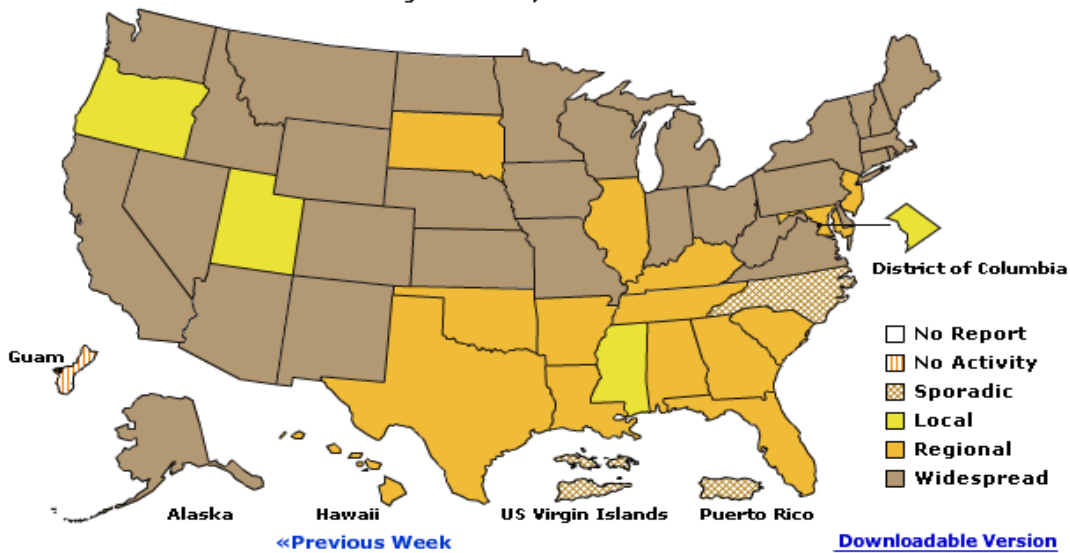 District of Columbia
Guam
No Report
No Activity
Sporadic
Local
Regional
Widespread
Alaska
Hawaii
US Virgin Islands
Puerto Rico
«Previous Week
Downloadable Version